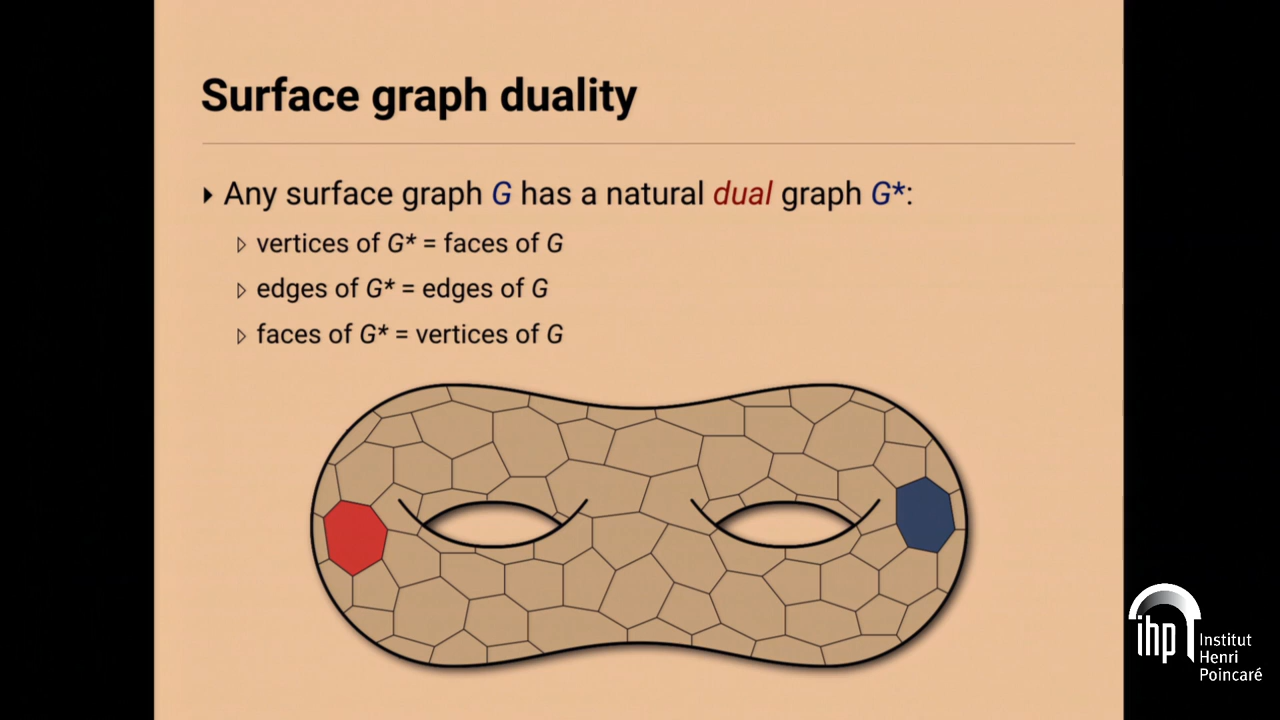 Surface graph duality
Any surface graph G has a natural dual graph G*:
vertices of G* = faces of G
edges of G* = edges of G
faces of G* = vertices of G
ihp Institut
Henri
Poincaré